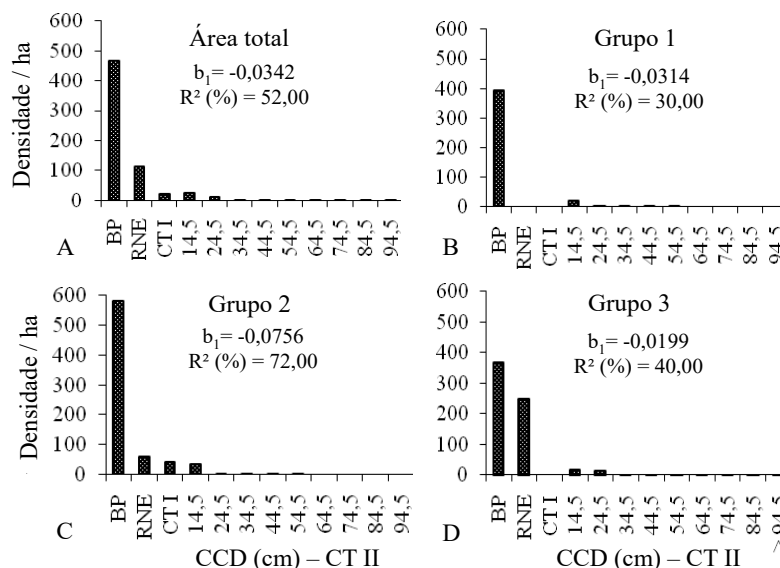 Densidade / ha
600
500
400
300
200
100
0
Área total
b₁= -0,0342
R² (%) = 52,00
BP
RNE
CT I
14,5
24,5
34,5
44,5
54,5
64,5
74,5
84,5
94,5
A
600
500
400
300
200
100
0
Grupo 1
b₁= -0,0314
R² (%) = 30,00
BP
RNE
CT I
14,5
24,5
34,5
44,5
54,5
64,5
74,5
84,5
94,5
B
Densidade / ha
600
500
400
300
200
100
0
Grupo 2
b₁= -0,0756
R² (%) = 72,00
BP
RNE
CT I
14,5
24,5
34,5
44,5
54,5
64,5
74,5
84,5
94,5
C
CCD (cm) – CT II
600
500
400
300
200
100
0
Grupo 3
b₁= -0,0199
R² (%) = 40,00
BP
RNE
CT I
14,5
24,5
34,5
44,5
54,5
64,5
74,5
84,5
94,5
D
CCD (cm) – CT II